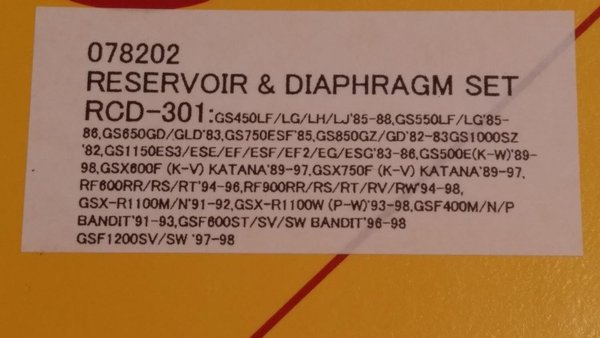 078202
RESERVOIR & DIAPHRAGM SET
RCD-301:GS450LF/LG/LH/LJ'85-88,GS550LF/LG'85-
86,GS650GD/GLD'83,GS750ESF'85,GS850GZ/GD'82-83GS1000SZ
'82,GS1150ES3/ESE/EF/ESF/EF2/EG/ESG'83-86,GS500E(K-W)'89-
98,GSX600F (K-V) KATANA'89-97,GSX750F (K-V) KATANA'89-97,
RF600RR/RS/RT'94-96,RF900RR/RS/RT/RV/RW'94-98,
GSX-R1100M/N'91-92,GSX-R1100W (P-W)'93-98,GSF400M/N/P
BANDIT'91-93,GSF600ST/SV/SW BANDIT'96-98
GSF1200SV/SW '97-98